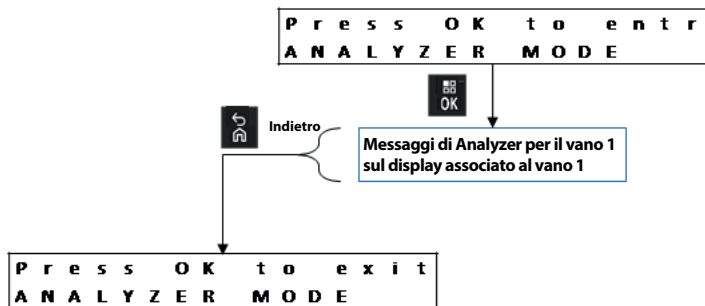 Press OK to entr
ANALYZER MODE
OK
Indietro
Messaggi di Analyzer per il vano 1
sul display associato al vano 1
Press OK to exit
ANALYZER MODE